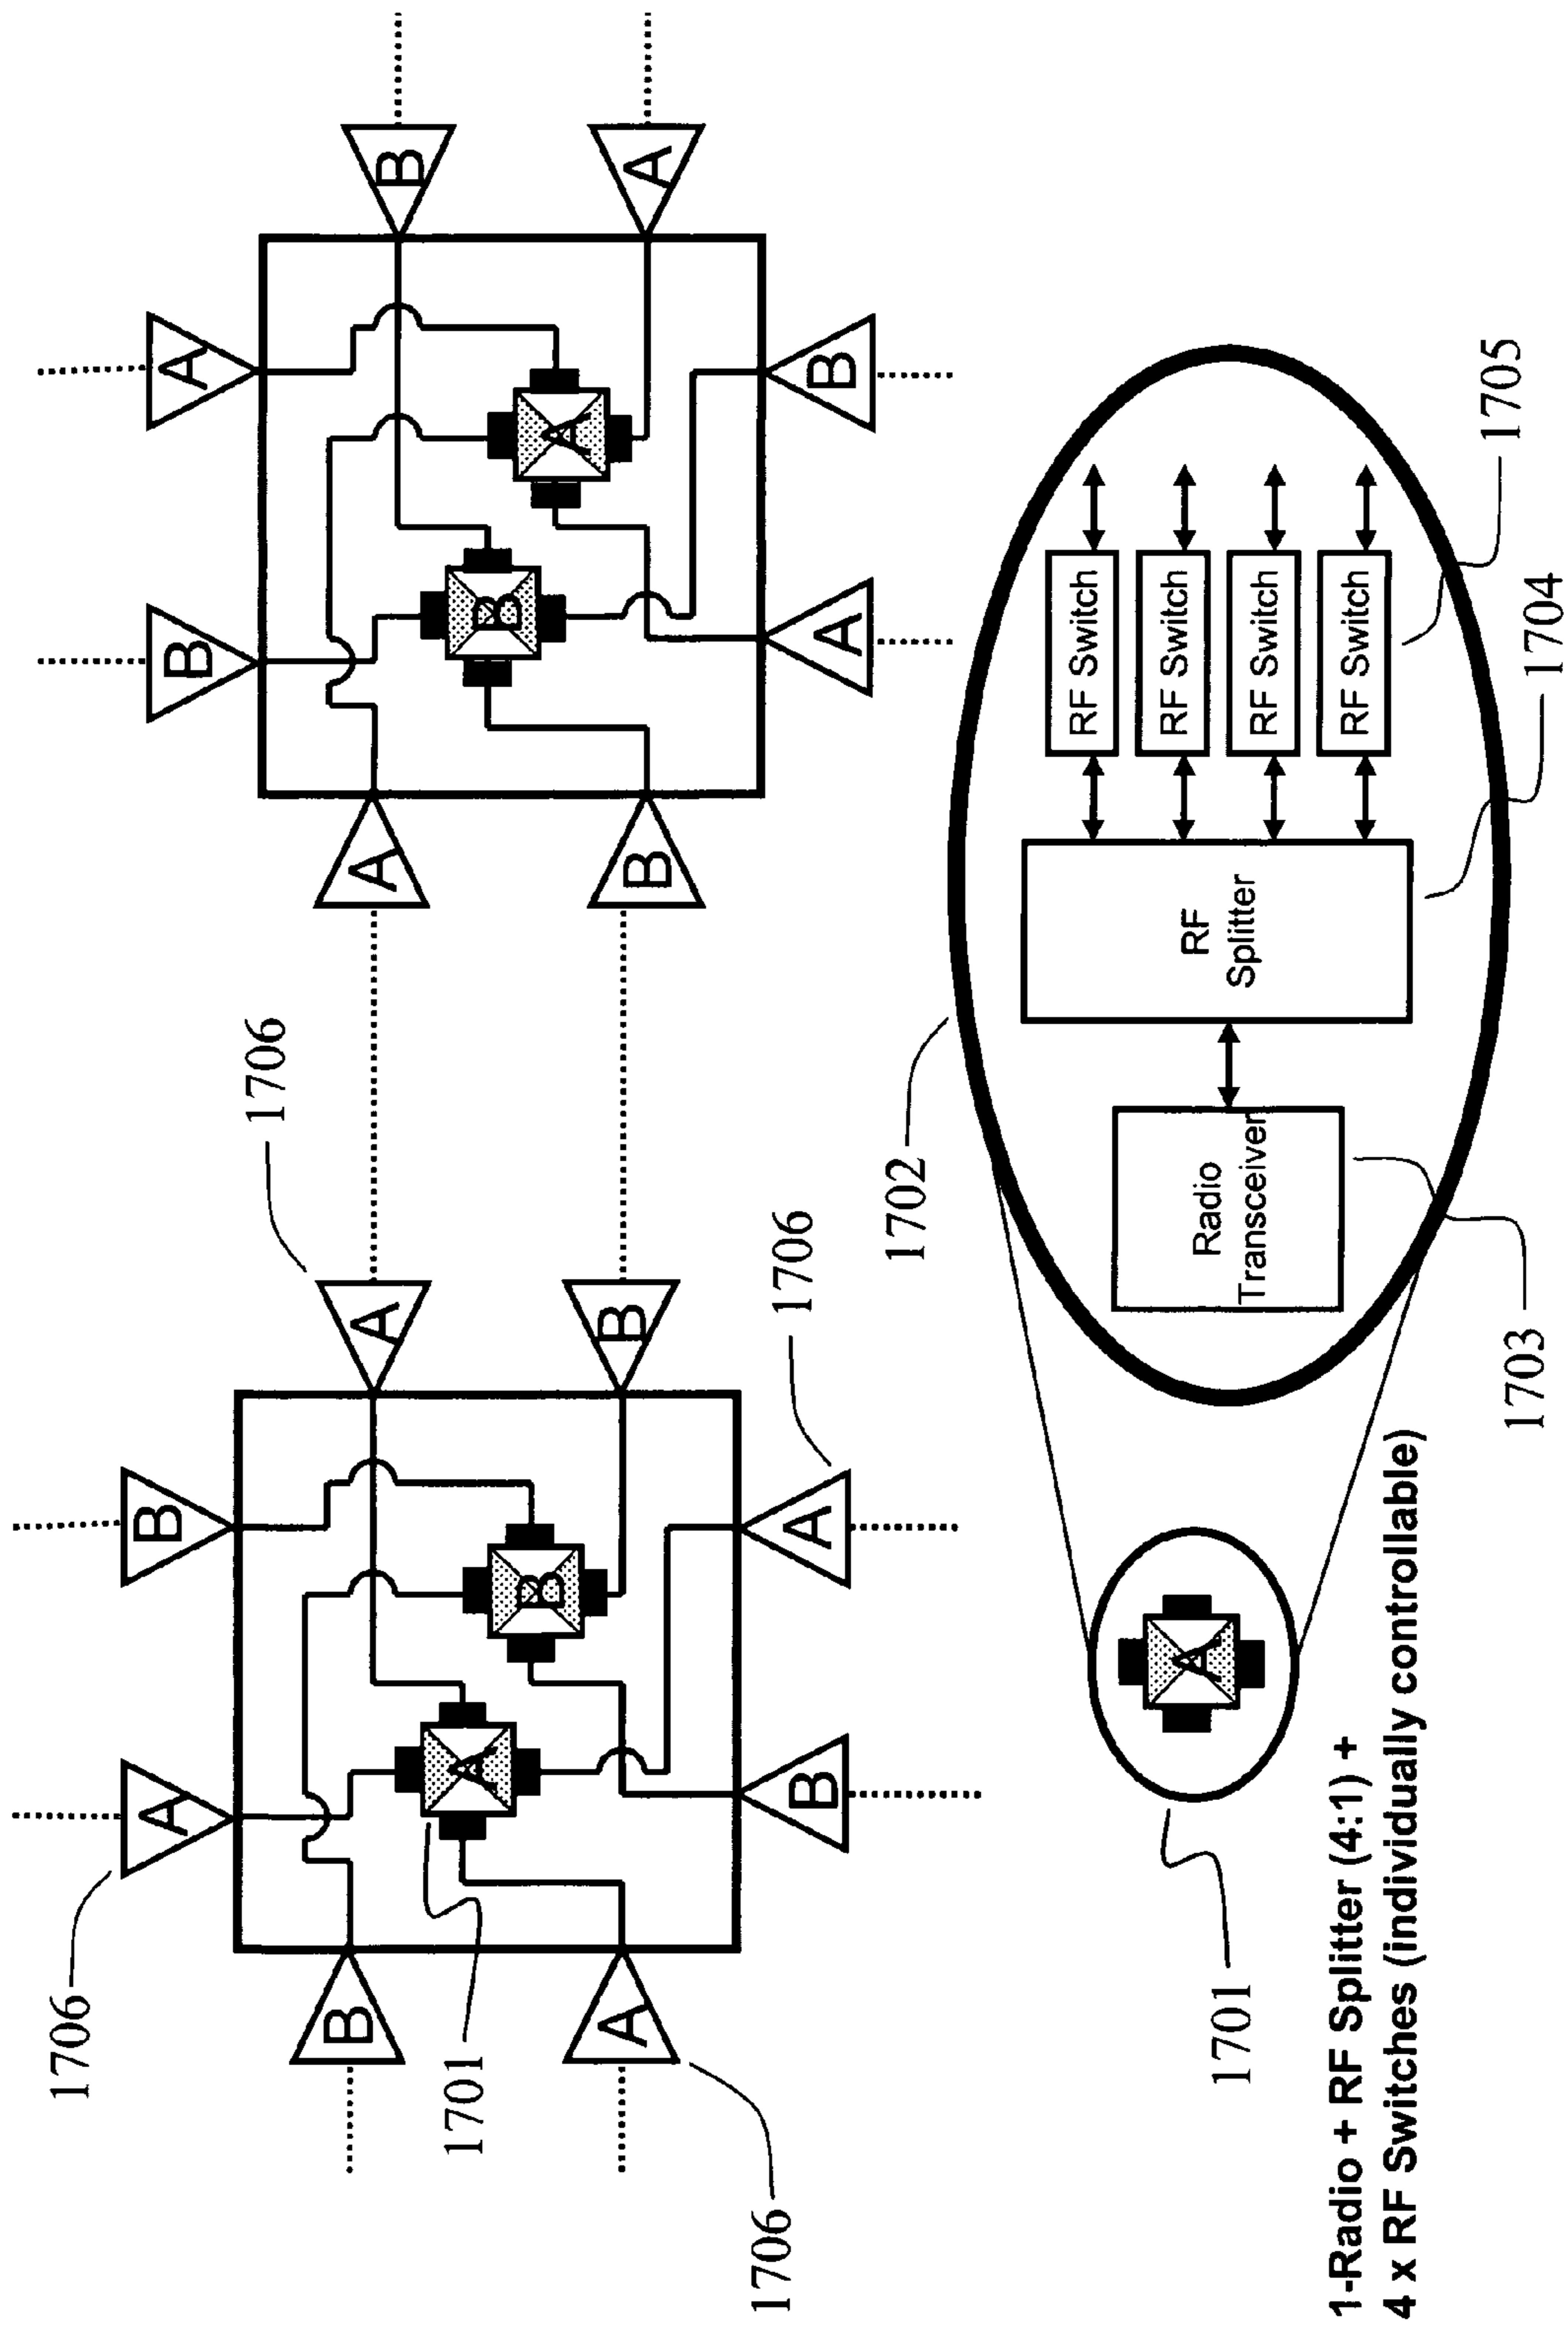 1706
A
B
B
A
1706
B
A
A
B
1701
A
B
B
A
A
B
B
A
1706
B
A
1706
A
B
1702
RF Switch
RF Switch
RF Switch
RF Switch
A
Radio
Transceiver
RF
Splitter
1701
1703
1704
1705
1-Radio + RF Splitter (4:1) +
4 x RF Switches (individually controllable)